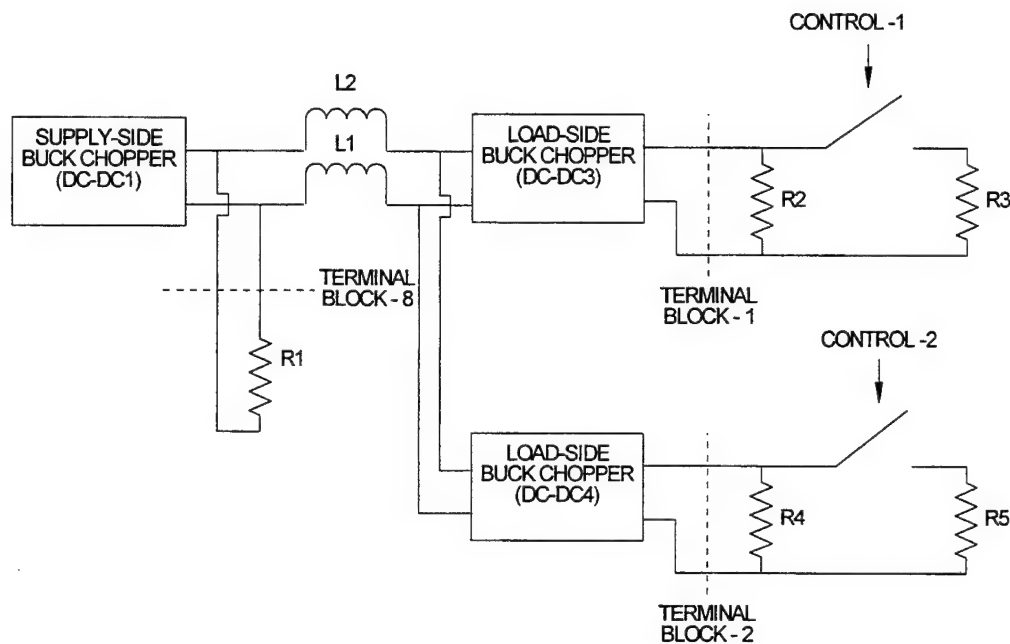 CONTROL -1
L2
SUPPLY-SIDE
BUCK CHOPPER
(DC-DC1)
L1
LOAD-SIDE
BUCK CHOPPER
(DC-DC3)
R2
R3
TERMINAL
BLOCK - 8
TERMINAL
BLOCK - 1
R1
CONTROL -2
LOAD-SIDE
BUCK CHOPPER
(DC-DC4)
R4
R5
TERMINAL
BLOCK - 2